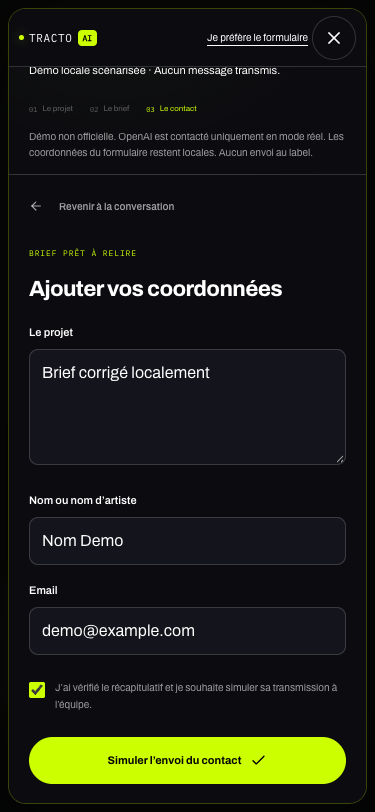 TRACTO AI
Je préfère le formulaire
Démo locale scénarisée · Aucun message transmis.
01 Le projet 02 Le brief 03 Le contact
Démo non officielle. OpenAI est contacté uniquement en mode réel. Les
coordonnées du formulaire restent locales. Aucun envoi au label.
Revenir à la conversation
BRIEF PRÊT À RELIRE
Ajouter vos coordonnées
Le projet
Brief corrigé localement
Nom ou nom d'artiste
Nom Demo
Email
demo@example.com
J'ai vérifié le récapitulatif et je souhaite simuler sa transmission à
l'équipe.
Simuler l'envoi du contact